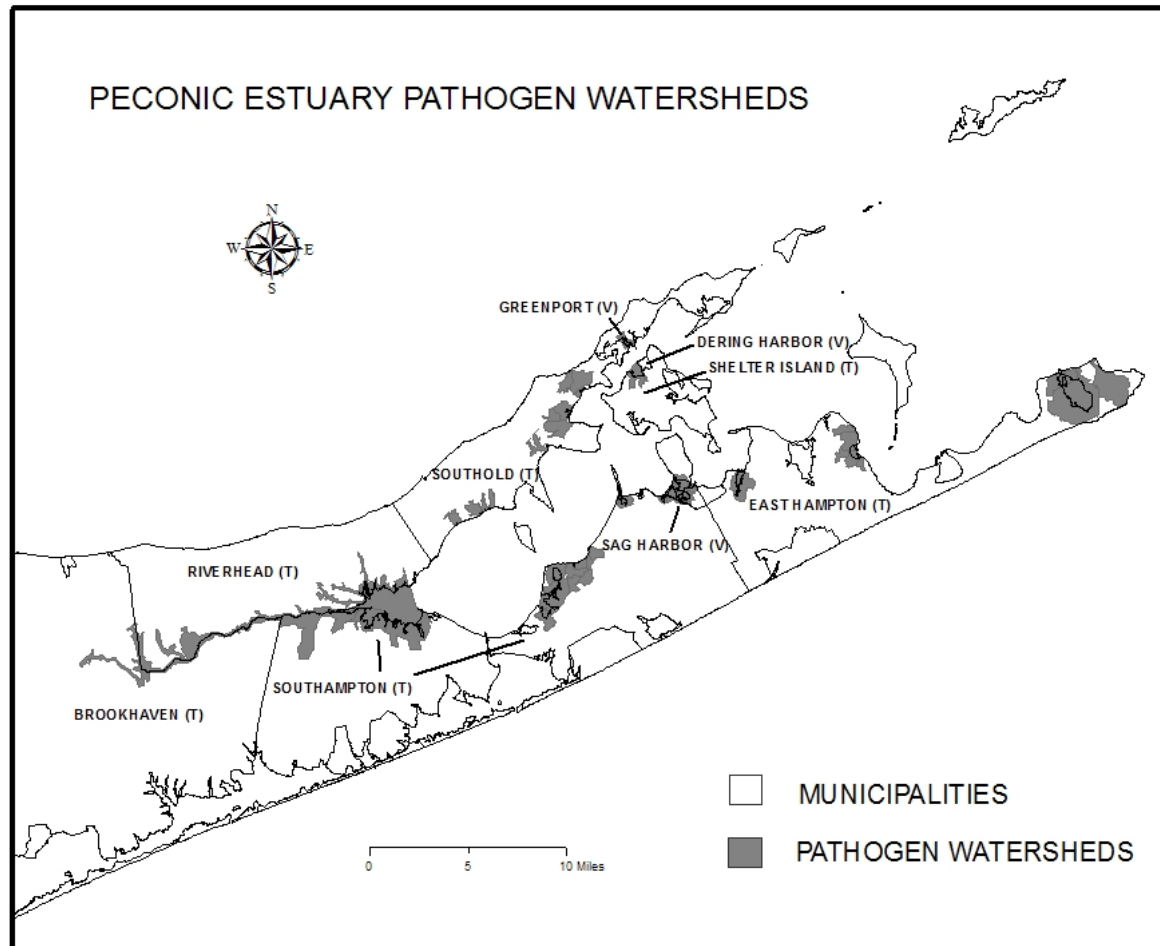 PECONIC ESTUARY PATHOGEN WATERSHEDS
N
W E
S
GREENPORT (V)
DERING HARBOR (V)
SHELTER ISLAND (T)
SOUTHOLD (T)
EAST HAMPTON (T)
SAG HARBOR (V)
RIVERHEAD (T)
SOUTHAMPTON (T)
BROOKHAVEN (T)
MUNICIPALITIES
PATHOGEN WATERSHEDS
0 5 10 Miles